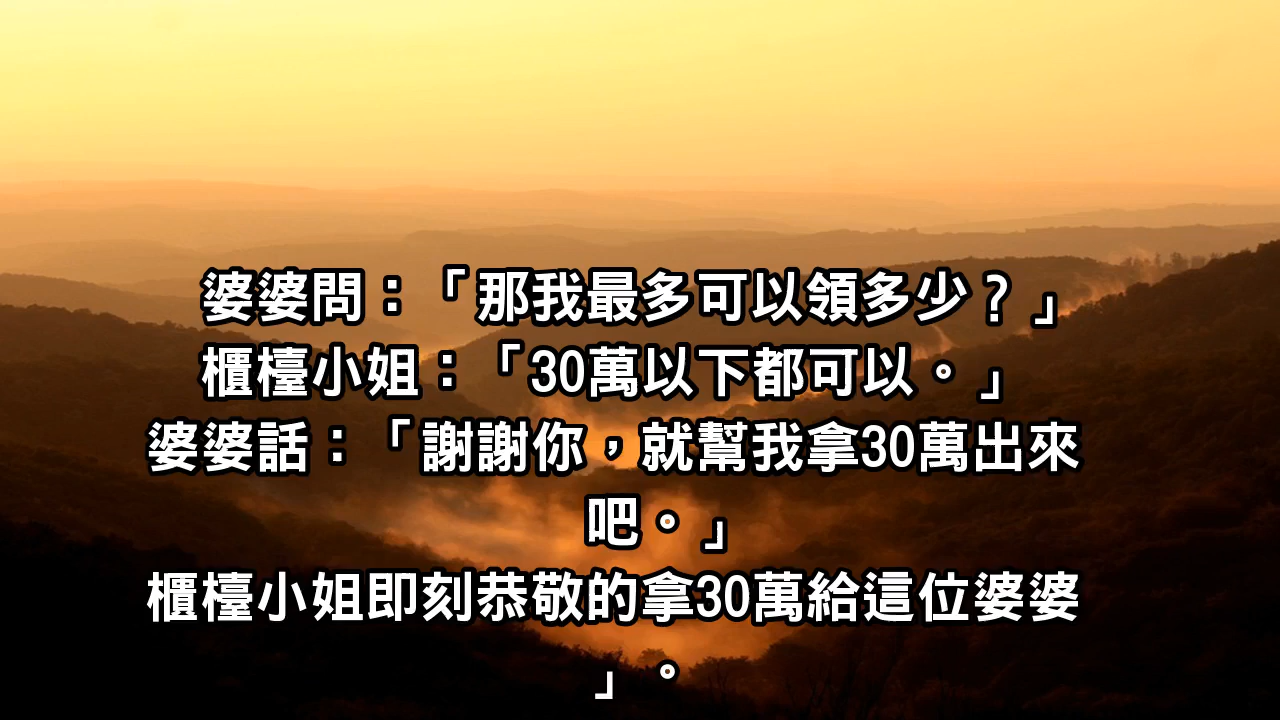 婆婆問：「那我最多可以領多少？」
櫃檯小姐：「30萬以下都可以。」
婆婆話：「謝謝你，就幫我拿30萬出來
吧。」
櫃檯小姐即刻恭敬的拿30萬給這位婆婆
」。